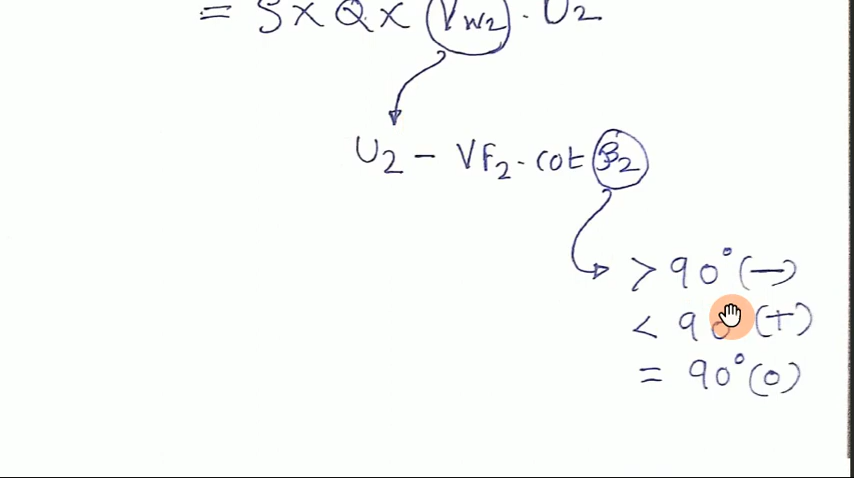 = S × Q × (Vw2) . U2
U2 - VF2 . cot β2
> 90° (-)
< 90° (+)
= 90° (0)